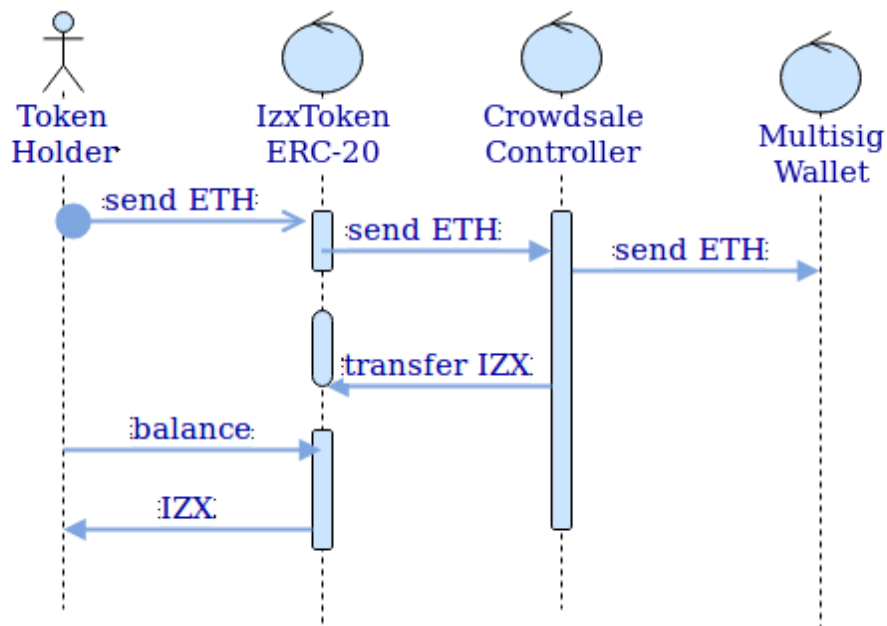 Token
Holder
IzxToken
ERC-20
Crowdsale
Controller
Multisig
Wallet
send ETH
send ETH
send ETH
transfer IZX
balance
IZX